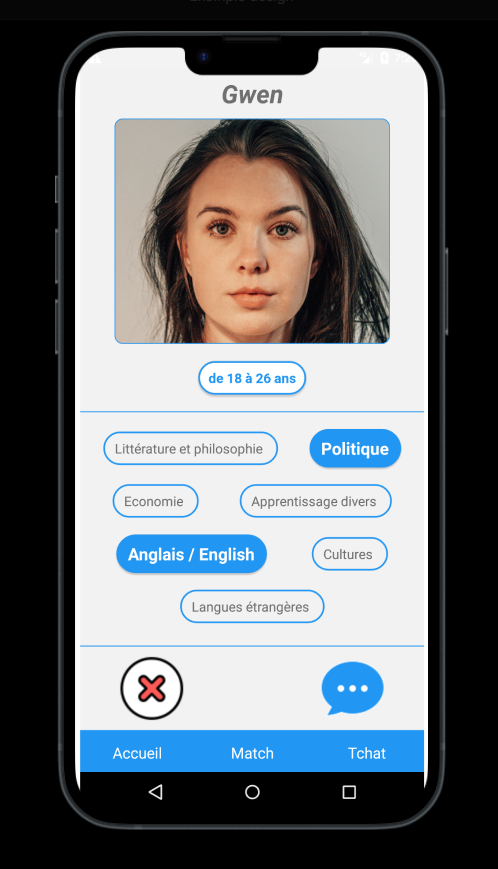 Gwen
de 18 à 26 ans
Littérature et philosophie
Politique
Economie
Apprentissage divers
Anglais / English
Cultures
Langues étrangères
Accueil
Match
Tchat